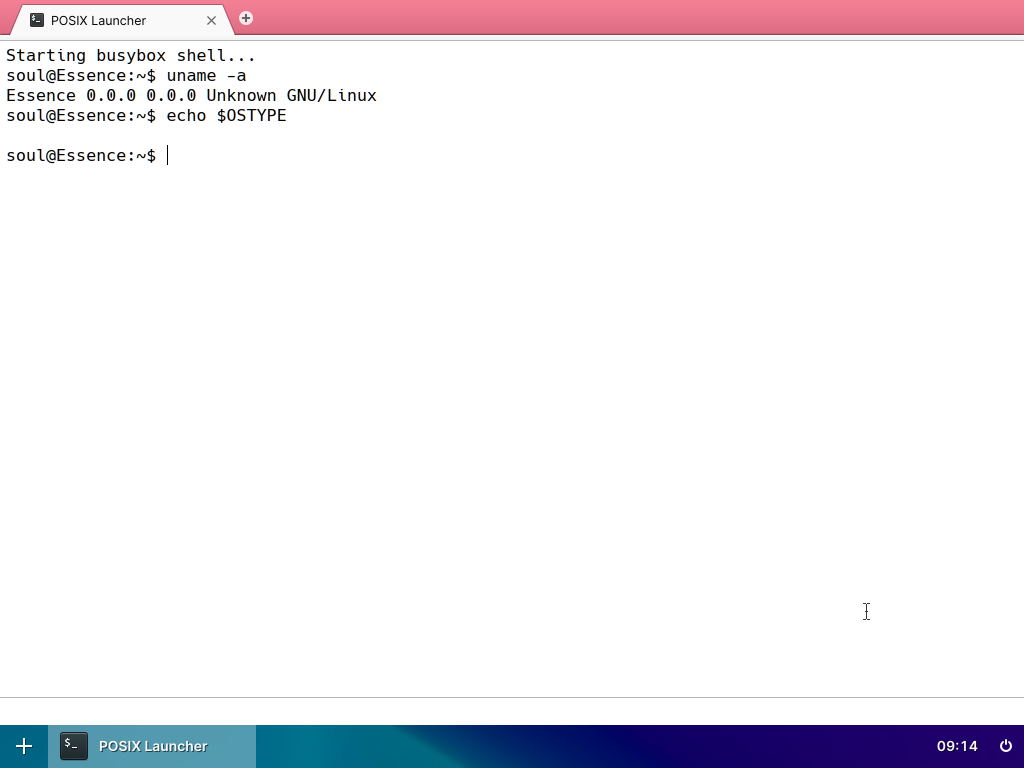 POSIX Launcher
Starting busybox shell...
soul@Essence:~$ uname -a
Essence 0.0.0 0.0.0 Unknown GNU/Linux
soul@Essence:~$ echo $OSTYPE
soul@Essence:~$
$_ POSIX Launcher 09:14